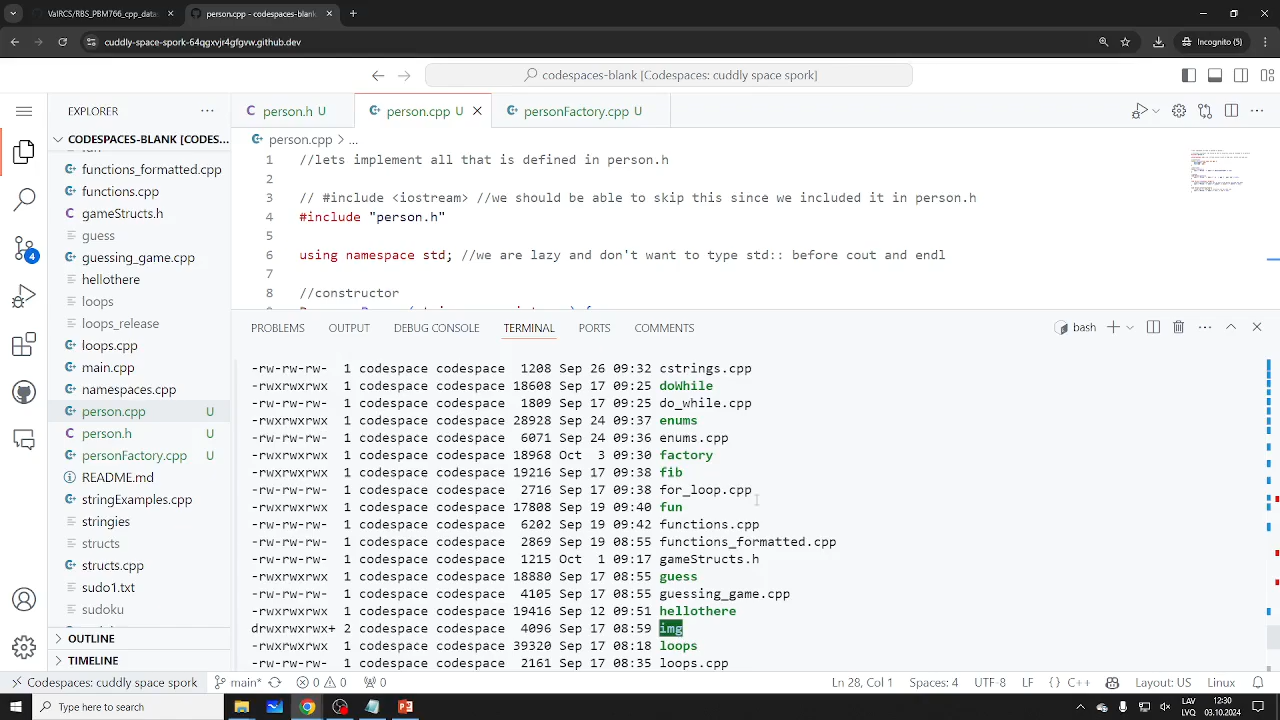 ValRCS/RBS_PBM766_cpp_data
person.cpp - codespaces-blank
cuddly-space-spork-64qgxvjr4gfgvw.github.dev
Incognito (5)
codespaces-blank [Codespaces: cuddly space spork]
EXPLORER
person.h U
person.cpp U
personFactory.cpp U
CODESPACES-BLANK [CODES...
person.cpp > ...
functions_formatted.cpp
functions.cpp
gameStructs.h
guess
guessing_game.cpp
hellothere
loops
loops_release
loops.cpp
main.cpp
namespaces.cpp
person.cpp U
person.h U
personFactory.cpp U
README.md
stringExamples.cpp
stringies
structs
structs.cpp
sudo1.txt
sudoku
OUTLINE
TIMELINE
4
1 //lets implement all that is defined in person.h
2
3 // #include <iostream> //we should be able to skip this since we included it in person.h
4 #include "person.h"
5
6 using namespace std; //we are lazy and don't want to type std:: before cout and endl
7
8 //constructor
PROBLEMS OUTPUT DEBUG CONSOLE TERMINAL PORTS COMMENTS
bash
-rw-rw-rw- 1 codespace codespace 1208 Sep 26 09:32 cstrings.cpp
-rwxrwxrwx 1 codespace codespace 18608 Sep 17 09:25 doWhile
-rw-rw-rw- 1 codespace codespace 1809 Sep 17 09:25 do_while.cpp
-rwxrwxrwx 1 codespace codespace 28928 Sep 24 09:37 enums
-rw-rw-rw- 1 codespace codespace 6071 Sep 24 09:36 enums.cpp
-rwxrwxrwx 1 codespace codespace 18968 Oct 3 09:30 factory
-rwxrwxrwx 1 codespace codespace 19216 Sep 17 09:38 fib
-rw-rw-rw- 1 codespace codespace 2716 Sep 17 09:38 for_loop.cpp
-rwxrwxrwx 1 codespace codespace 17808 Sep 19 09:40 fun
-rw-rw-rw- 1 codespace codespace 6202 Sep 19 09:42 functions.cpp
-rw-rw-rw- 1 codespace codespace 2869 Sep 19 08:55 functions_formatted.cpp
-rw-rw-rw- 1 codespace codespace 1215 Oct 1 09:17 gameStructs.h
-rwxrwxrwx 1 codespace codespace 18880 Sep 17 08:55 guess
-rw-rw-rw- 1 codespace codespace 4105 Sep 17 08:55 guessing_game.cpp
-rwxrwxrwx 1 codespace codespace 19416 Sep 12 09:51 hellothere
drwxrwxrwx+ 2 codespace codespace 4096 Sep 17 08:59 img
-rwxrwxrwx 1 codespace codespace 39320 Sep 17 08:18 loops
-rw-rw-rw- 1 codespace codespace 2161 Sep 17 08:35 loops.cpp
Codespaces: cuddly space spork main* 0 0 0 Ln 28, Col 1 Spaces: 4 UTF-8 LF {} C++ Layout: US Linux
Type here to search
LAV
LVO
12:30
03.10.2024